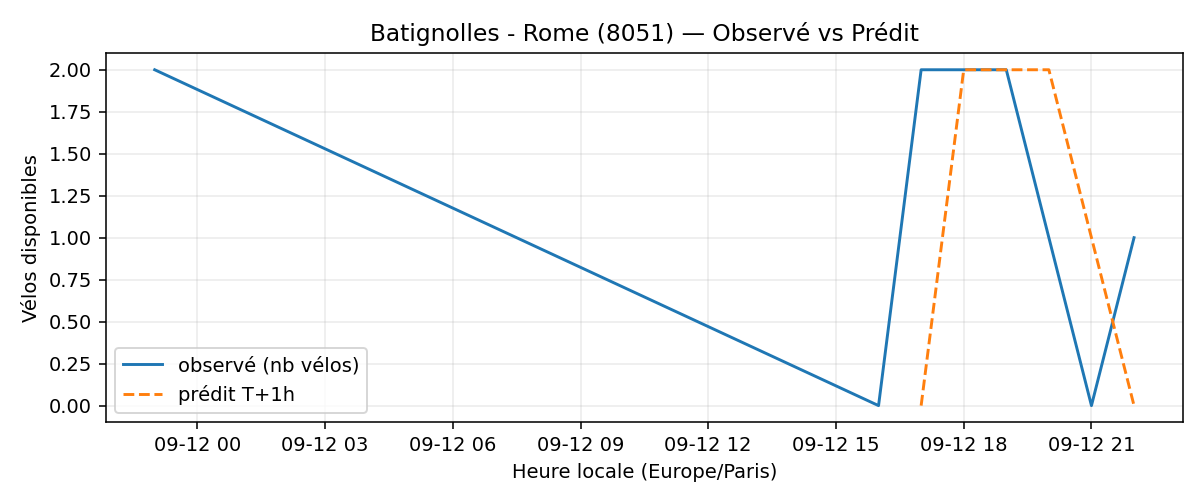 Batignolles - Rome (8051) — Observé vs Prédit
Vélos disponibles
2.00
1.75
1.50
1.25
1.00
0.75
0.50
0.25
0.00
observé (nb vélos)
prédit T+1h
09-12 00 09-12 03 09-12 06 09-12 09 09-12 12 09-12 15 09-12 18 09-12 21
Heure locale (Europe/Paris)